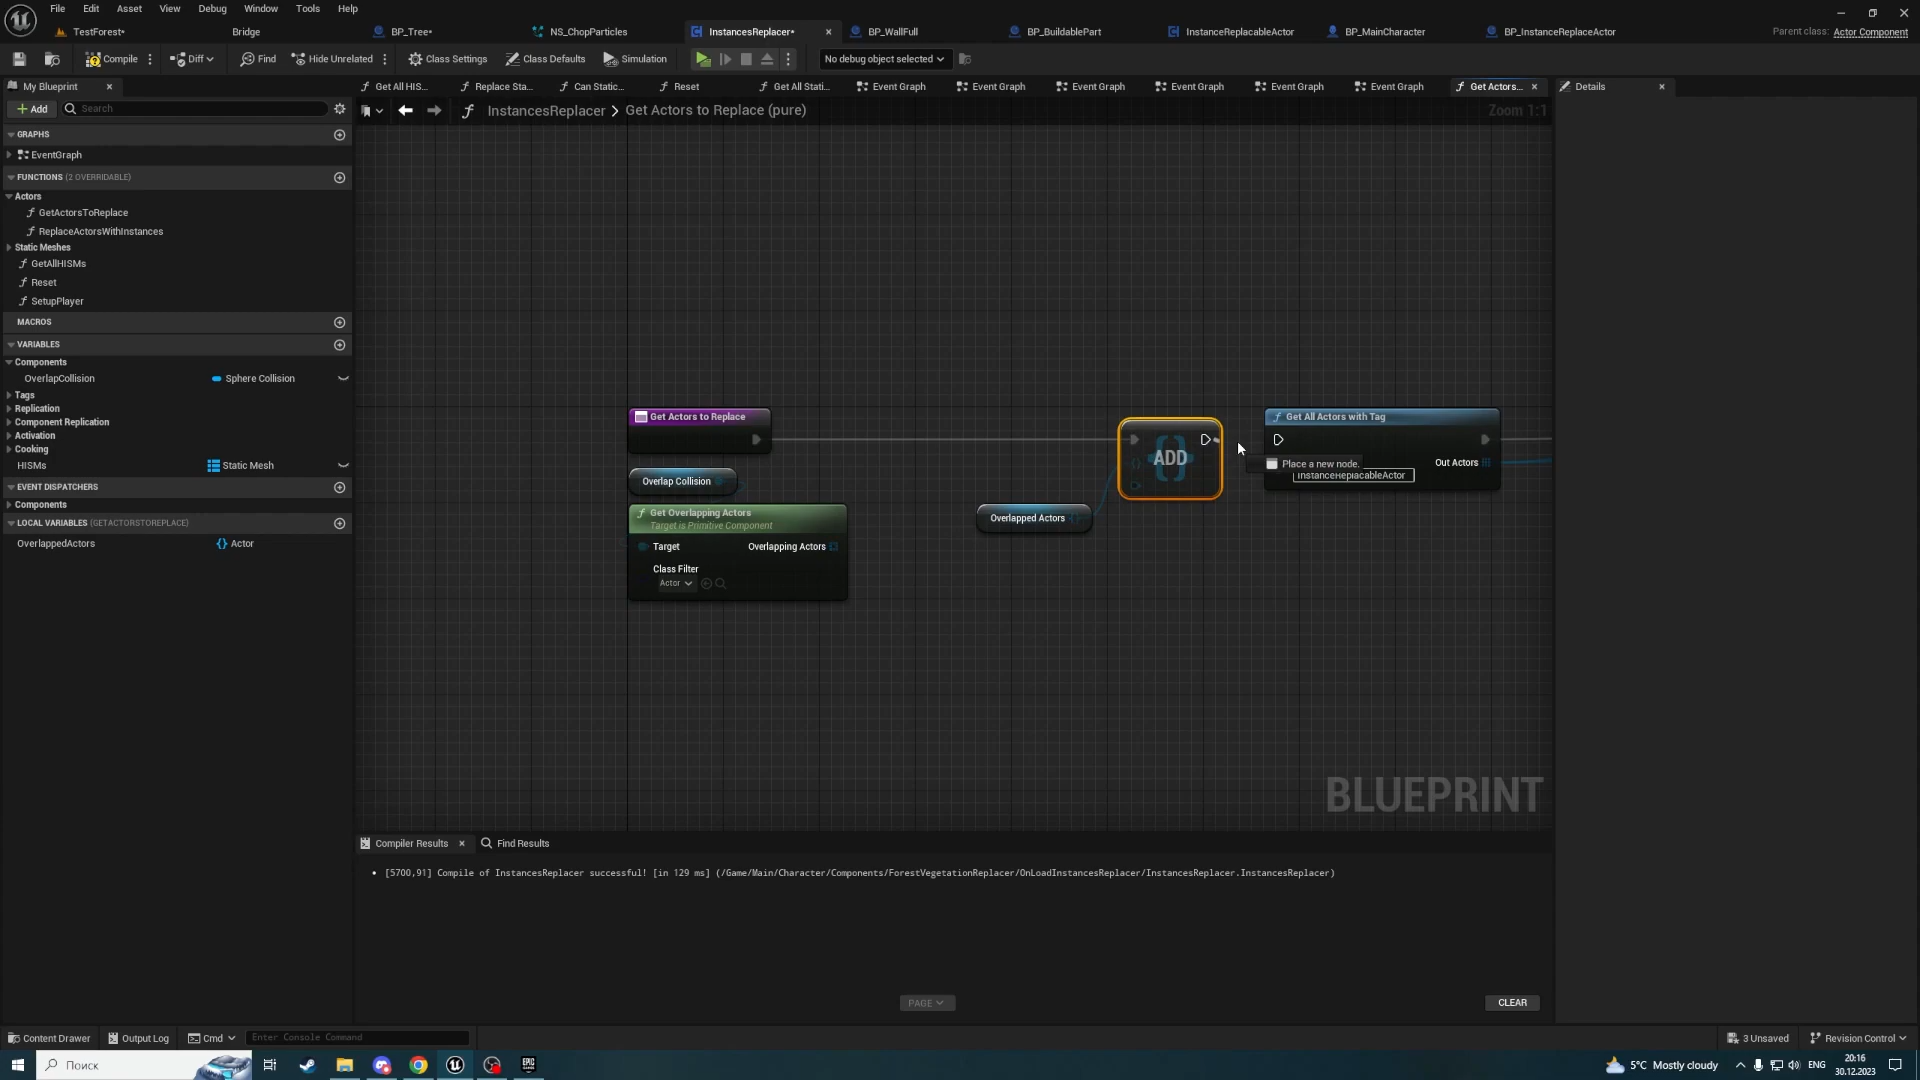 File Edit Asset View Debug Window Tools Help
TestForest* Bridge BP_Tree* NS_ChopParticles InstancesReplacer* BP_WallFull BP_BuildablePart InstanceReplacableActor BP_MainCharacter BP_InstanceReplaceActor Parent class: Actor Component
Compile Diff Find Hide Unrelated Class Settings Class Defaults Simulation No debug object selected
My Blueprint Get All HIS... Replace Sta... Can Static... Reset Get All Stati... Event Graph Event Graph Event Graph Event Graph Event Graph Event Graph Get Actors... Details
Add Search InstancesReplacer > Get Actors to Replace (pure) Zoom 1:1
GRAPHS
EventGraph
FUNCTIONS (2 OVERRIDABLE)
Actors
GetActorsToReplace
ReplaceActorsWithInstances
Static Meshes
GetAllHISMs
Reset
SetupPlayer
MACROS
VARIABLES
Components
OverlapCollision Sphere Collision
Tags
Replication
Component Replication
Activation
Cooking
HISMs Static Mesh
EVENT DISPATCHERS
Components
LOCAL VARIABLES (GETACTORSTOREPLACE)
OverlappedActors Actor
Get Actors to Replace
Overlap Collision
Get Overlapping Actors
Target is Primitive Component
Target Overlapping Actors
Class Filter
Actor
Overlapped Actors
ADD
Get All Actors with Tag
Out Actors
Place a new node.
InstanceReplacableActor
BLUEPRINT
Compiler Results Find Results
• [5700,91] Compile of InstancesReplacer successful! [in 129 ms] (/Game/Main/Character/Components/ForestVegetationReplacer/OnLoadInstancesReplacer/InstancesReplacer.InstancesReplacer)
PAGE CLEAR
Content Drawer Output Log Cmd Enter Console Command 3 Unsaved Revision Control
Поиск EPIC 5°C Mostly cloudy ENG 20:16
30.12.2023